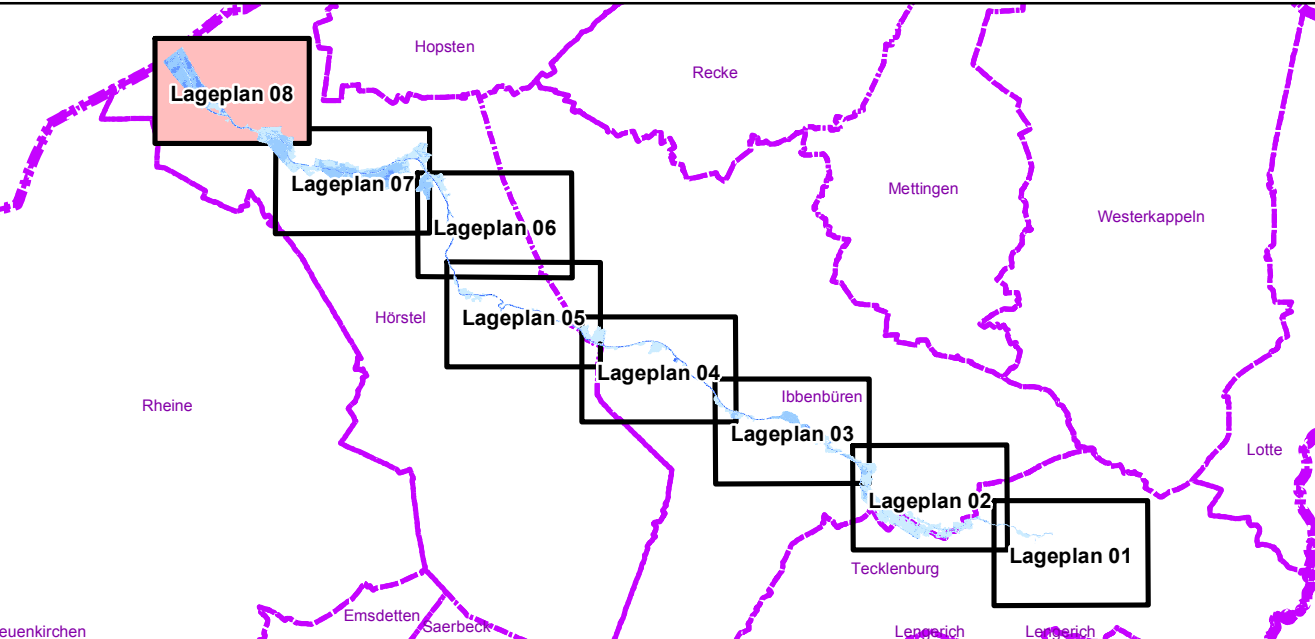 Hopsten
Recke
Lageplan 08
Lageplan 07
Mettingen
Westerkappeln
Lageplan 06
Hörstel
Lageplan 05
Lageplan 04
Rheine
Ibbenbüren
Lageplan 03
Lotte
Lageplan 02
Lageplan 01
Tecklenburg
Emsdetten
Saerbeck
euenkirchen
Lengerich
Lengerich